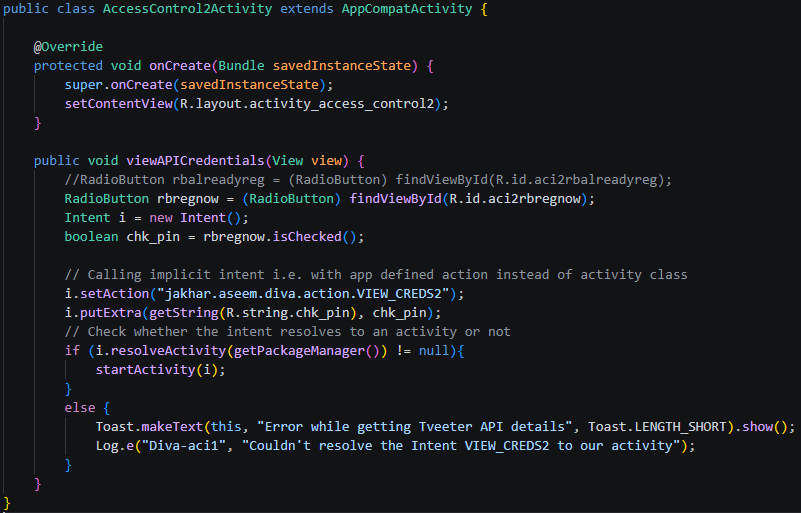 public class AccessControl2Activity extends AppCompatActivity {
@Override
protected void onCreate(Bundle savedInstanceState) {
super.onCreate(savedInstanceState);
setContentView(R.layout.activity_access_control2);
}
public void viewAPICredentials(View view) {
//RadioButton rbalreadyreg = (RadioButton) findViewById(R.id.aci2rbalreadyreg);
RadioButton rbregnow = (RadioButton) findViewById(R.id.aci2rbregnow);
Intent i = new Intent();
boolean chk_pin = rbregnow.isChecked();
// Calling implicit intent i.e. with app defined action instead of activity class
i.setAction("jakhar.aseem.diva.action.VIEW_CREDS2");
i.putExtra(getString(R.string.chk_pin), chk_pin);
// Check whether the intent resolves to an activity or not
if (i.resolveActivity(getPackageManager()) != null){
startActivity(i);
}
else {
Toast.makeText(this, "Error while getting Tveeter API details", Toast.LENGTH_SHORT).show();
Log.e("Diva-aci1", "Couldn't resolve the Intent VIEW_CREDS2 to our activity");
}
}
}